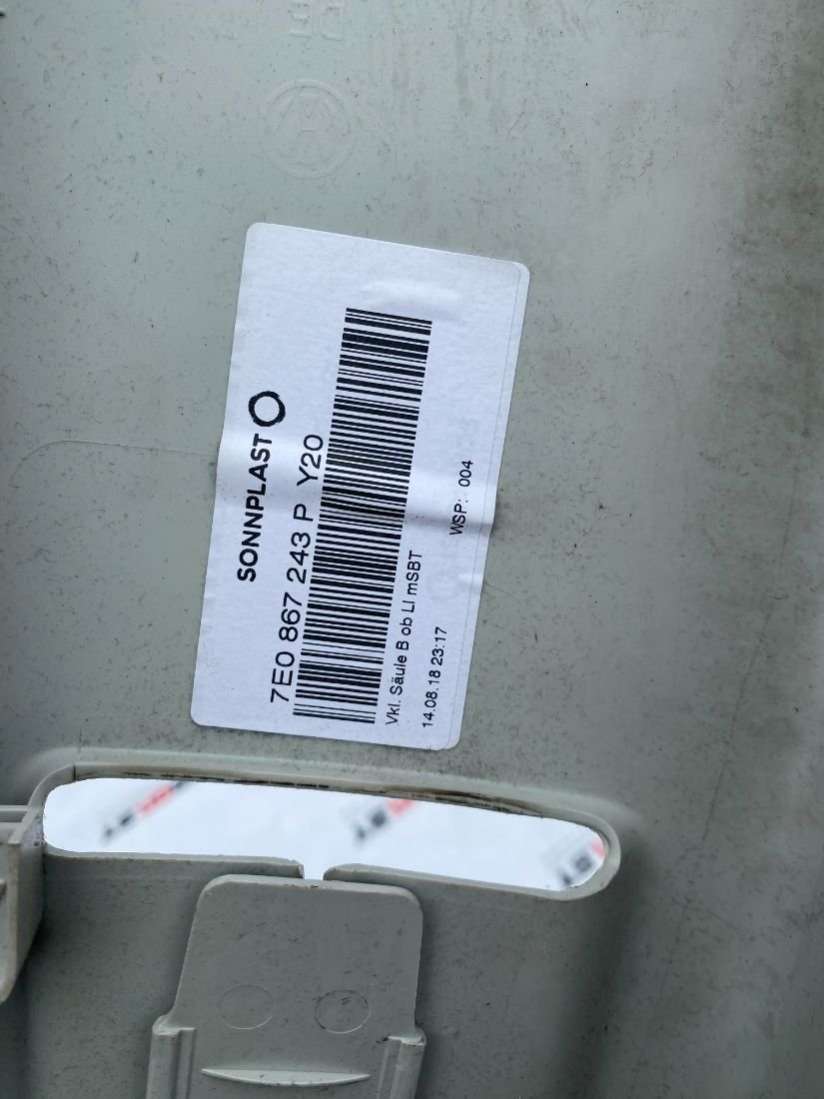 SONNPLAST
7E0 867 243 P Y20
Vkl. Säule B ob LI mSBT
14.08.18 23:17
WSP: 004